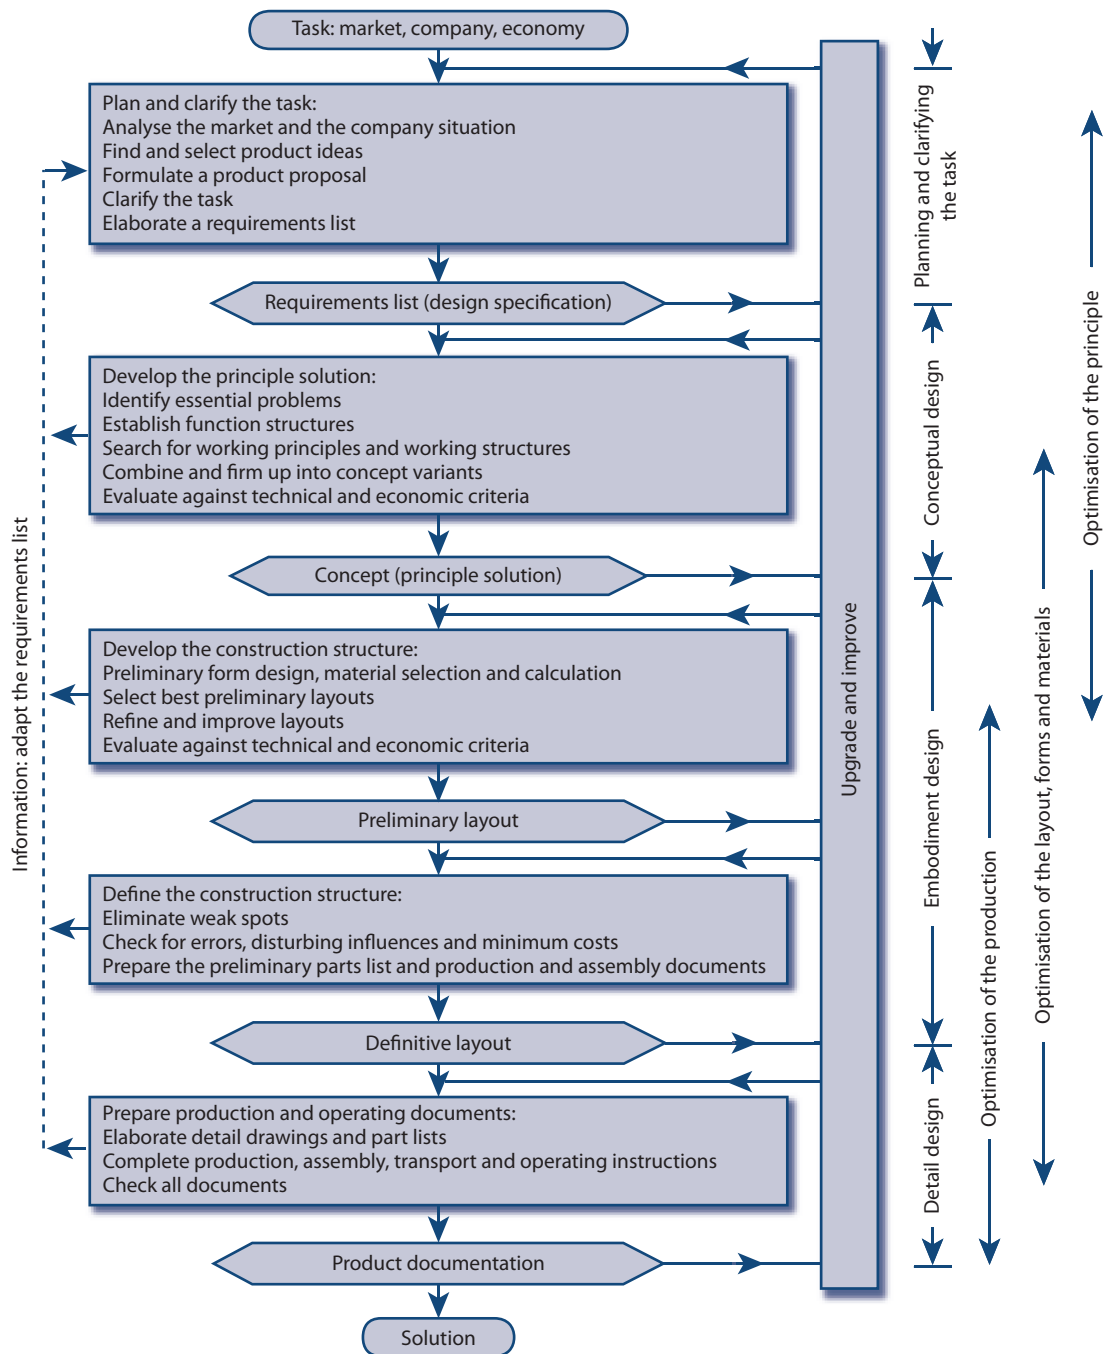 Task: market, company, economy
Plan and clarify the task:
Analyse the market and the company situation
Find and select product ideas
Formulate a product proposal
Clarify the task
Elaborate a requirements list
Requirements list (design specification)
Develop the principle solution:
Identify essential problems
Establish function structures
Search for working principles and working structures
Combine and firm up into concept variants
Evaluate against technical and economic criteria
Concept (principle solution)
Develop the construction structure:
Preliminary form design, material selection and calculation
Select best preliminary layouts
Refine and improve layouts
Evaluate against technical and economic criteria
Preliminary layout
Define the construction structure:
Eliminate weak spots
Check for errors, disturbing influences and minimum costs
Prepare the preliminary parts list and production and assembly documents
Definitive layout
Prepare production and operating documents:
Elaborate detail drawings and part lists
Complete production, assembly, transport and operating instructions
Check all documents
Product documentation
Solution
Information: adapt the requirements list
Upgrade and improve
Planning and clarifying
the task
Conceptual design
Embodiment design
Detail design
Optimisation of the production
Optimisation of the layout, forms and materials
Optimisation of the principle